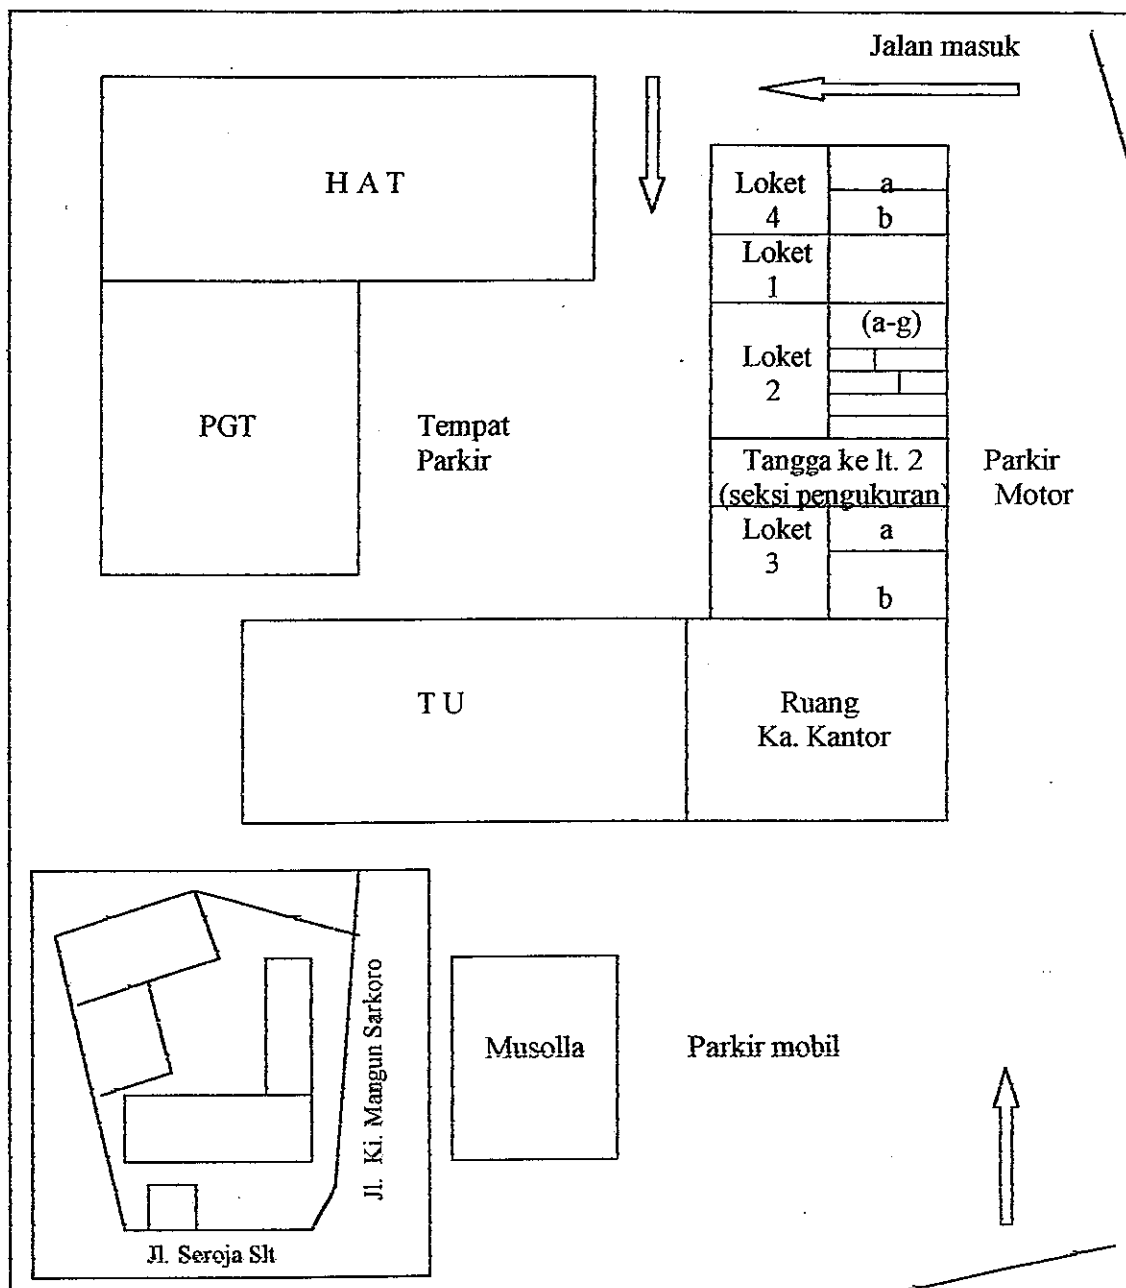 Jalan masuk
H A T
Loket
4
a
b
Loket
1
Loket
2
(a-g)
PGT
Tempat
Parkir
Tangga ke lt. 2
(seksi pengukuran)
Parkir
Motor
Loket
3
a
b
T U
Ruang
Ka. Kantor
Jl. Ki. Mangun Sarkoro
Jl. Seroja Slt
Musolla
Parkir mobil